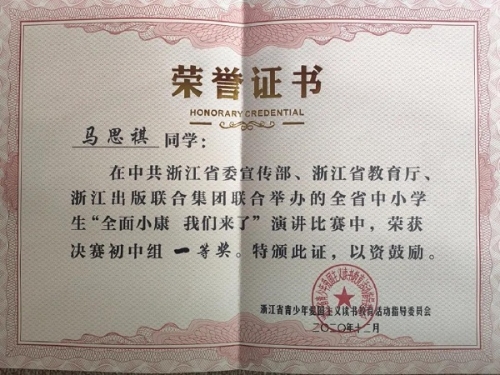 荣誉证书
HONORARY CREDENTIAL
马思祺 同学：
在中共浙江省委宣传部、浙江省教育厅、
浙江出版联合集团联合举办的全省中小学
生“全面小康 我们来了”演讲比赛中，荣获
决赛初中组 一等奖。特颁此证，以资鼓励。
浙江省青少年爱国主义读书教育活动指导委员会
二〇二〇年十二月